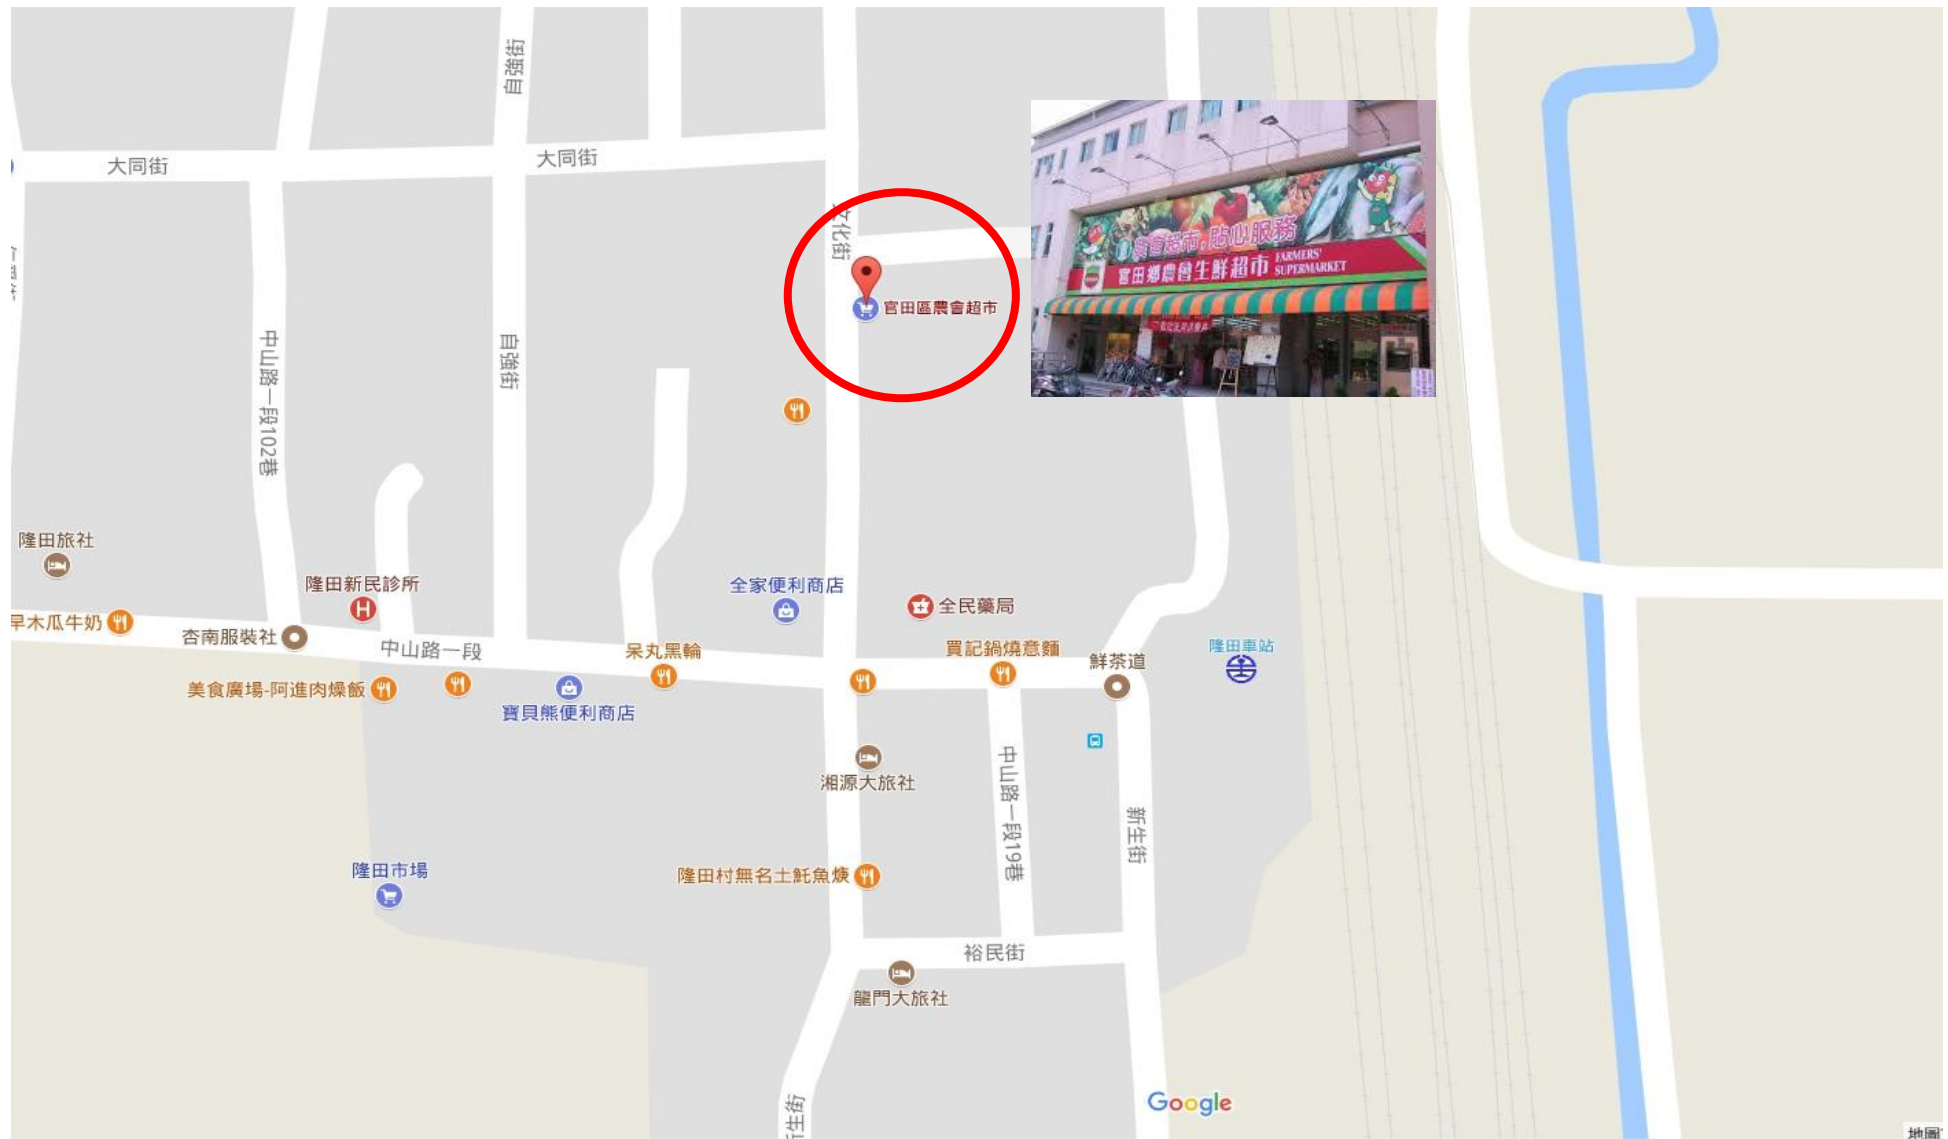 自強街
大同街
大同街
文化街
農會超市,貼心服務
官田鄉農會生鮮超市 FARMERS' SUPERMARKET
官田區農會超市
中山路一段102巷
自強街
隆田旅社
隆田新民診所
全家便利商店
全民藥局
早木瓜牛奶
杏南服裝社
中山路一段
呆丸黑輪
買記鍋燒意麵
鮮茶道
隆田車站
美食廣場-阿進肉燥飯
寶貝熊便利商店
湘源大旅社
中山路一段19巷
新生街
隆田市場
隆田村無名土魠魚焿
裕民街
龍門大旅社
生街
Google
地圖